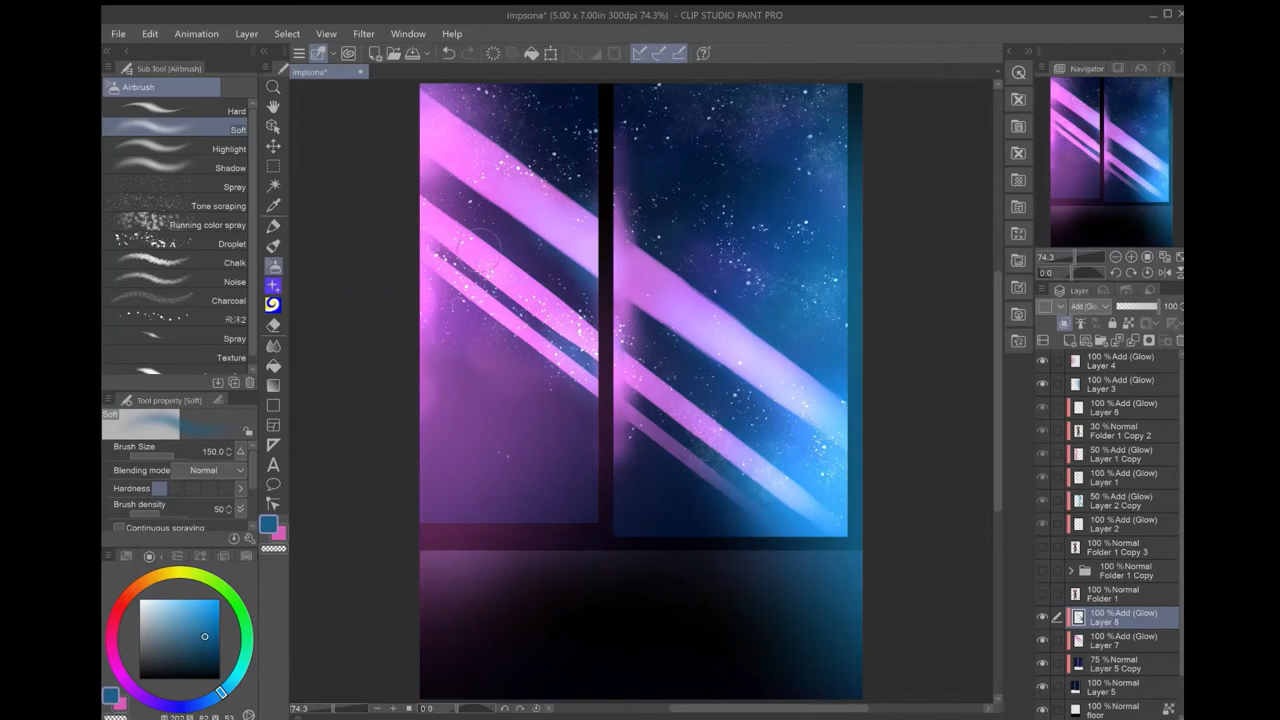 impsona* (5.00 x 7.00in 300dpi 74.3%) - CLIP STUDIO PAINT PRO
File Edit Animation Layer Select View Filter Window Help
Sub Tool [Airbrush]
Airbrush
Hard
Soft
Highlight
Shadow
Spray
Tone scraping
Running color spray
Droplet
Chalk
Noise
Charcoal
Spray
Texture
Tool property [Soft]
Soft
Brush Size 150.0
Blending mode Normal
Hardness
Brush density 50
Continuous spraying
202 82 53
impsona*
74.3 0.0
Navigator
74.3
0.0
Layer
Add (Glo 100
100 %Add (Glow)
Layer 4
100 %Add (Glow)
Layer 3
100 %Add (Glow)
Layer 6
30 %Normal
Folder 1 Copy 2
50 %Add (Glow)
Layer 1 Copy
100 %Add (Glow)
Layer 1
50 %Add (Glow)
Layer 2 Copy
100 %Add (Glow)
Layer 2
100 %Normal
Folder 1 Copy 3
100 %Normal
Folder 1 Copy
100 %Normal
Folder 1
100 %Add (Glow)
Layer 8
100 %Add (Glow)
Layer 7
75 %Normal
Layer 5 Copy
100 %Normal
Layer 5
100 %Normal
floor